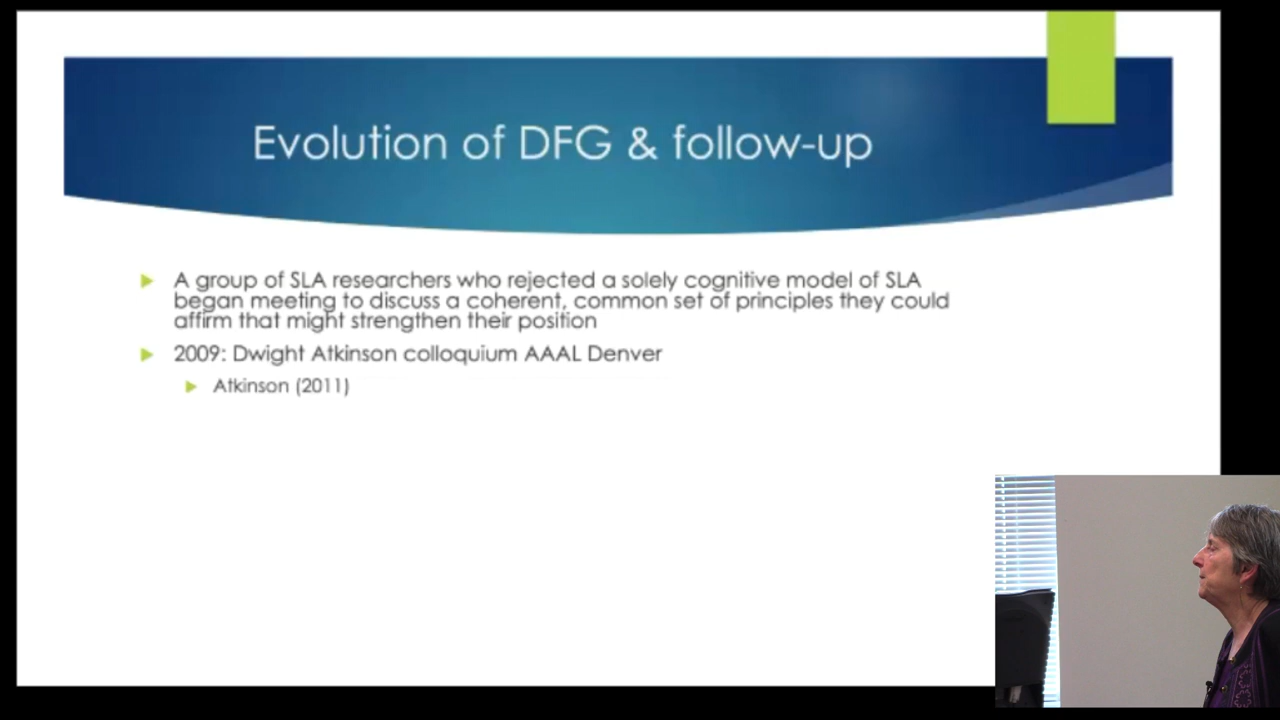 Evolution of DFG & follow-up
A group of SLA researchers who rejected a solely cognitive model of SLA
began meeting to discuss a coherent, common set of principles they could
affirm that might strengthen their position
2009: Dwight Atkinson colloquium AAAL Denver
Atkinson (2011)